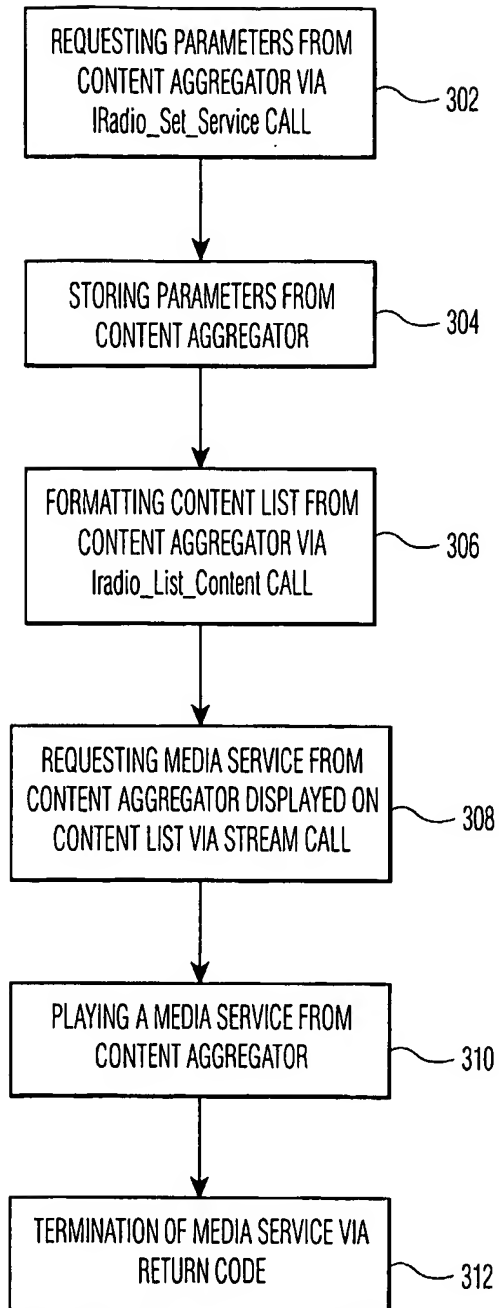 REQUESTING PARAMETERS FROM
CONTENT AGGREGATOR VIA
IRadio_Set_Service CALL
302
STORING PARAMETERS FROM
CONTENT AGGREGATOR
304
FORMATTING CONTENT LIST FROM
CONTENT AGGREGATOR VIA
Iradio_List_Content CALL
306
REQUESTING MEDIA SERVICE FROM
CONTENT AGGREGATOR DISPLAYED ON
CONTENT LIST VIA STREAM CALL
308
PLAYING A MEDIA SERVICE FROM
CONTENT AGGREGATOR
310
TERMINATION OF MEDIA SERVICE VIA
RETURN CODE
312